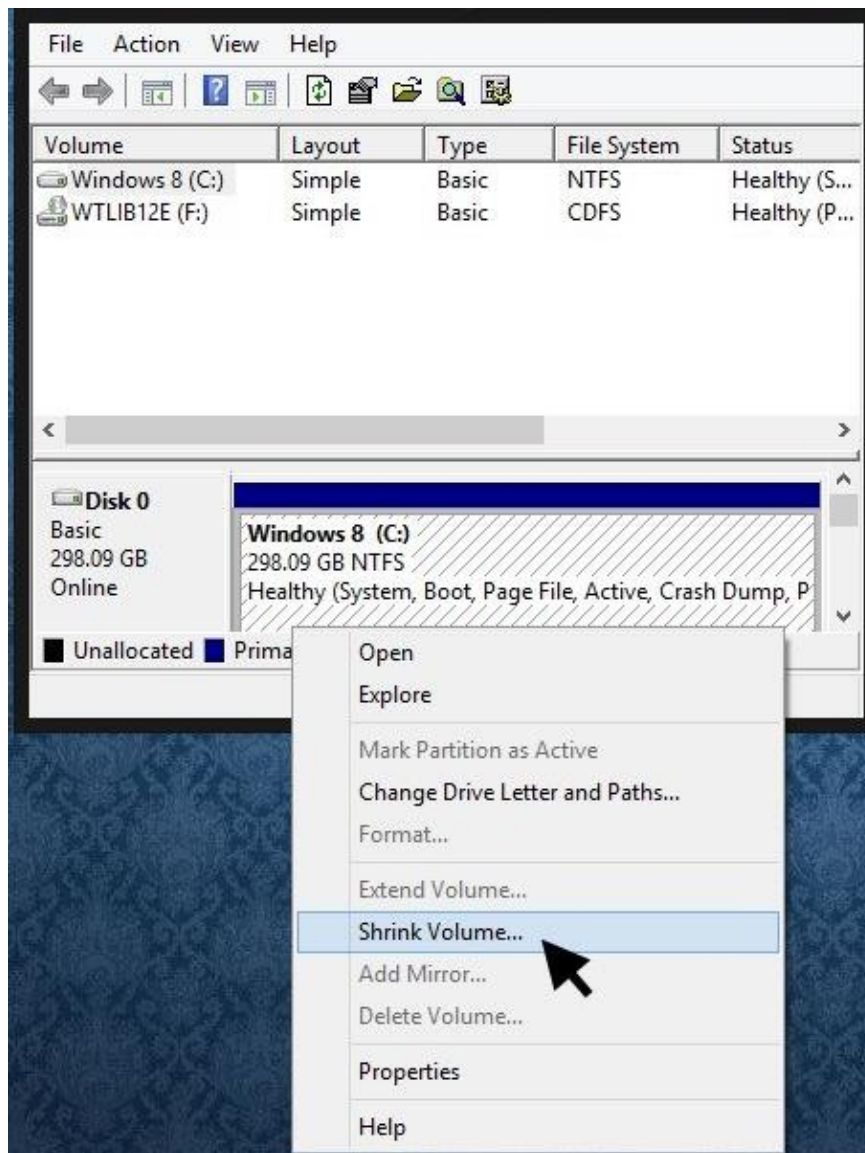 File Action View Help
Volume Layout Type File System Status
Windows 8 (C:) Simple Basic NTFS Healthy (S...
WTLIB12E (F:) Simple Basic CDFS Healthy (P...
Disk 0
Basic
298.09 GB
Online
Windows 8 (C:)
298.09 GB NTFS
Healthy (System, Boot, Page File, Active, Crash Dump, P
Unallocated Prima
Open
Explore
Mark Partition as Active
Change Drive Letter and Paths...
Format...
Extend Volume...
Shrink Volume...
Add Mirror...
Delete Volume...
Properties
Help